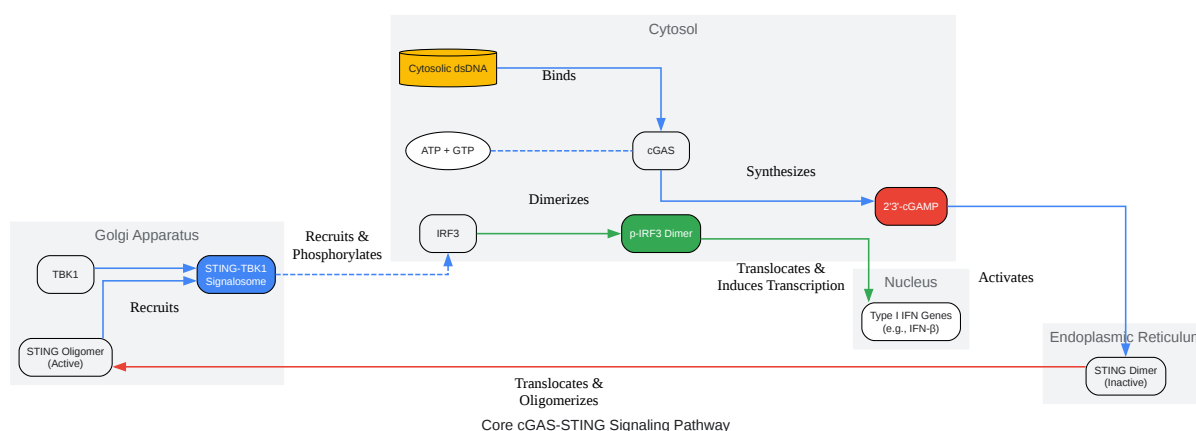 Cytosol
Cytosolic dsDNA
Binds
ATP + GTP
cGAS
Synthesizes
Dimerizes
2'3'-cGAMP
IRF3
p-IRF3 Dimer
Golgi Apparatus
Recruits &
Phosphorylates
TBK1
STING-TBK1
Signalosome
Recruits
Translocates &
Induces Transcription
Nucleus
Activates
Type I IFN Genes
(e.g., IFN-β)
Endoplasmic Reticulum
STING Oligomer
(Active)
STING Dimer
(Inactive)
Translocates &
Oligomerizes
Core cGAS-STING Signaling Pathway